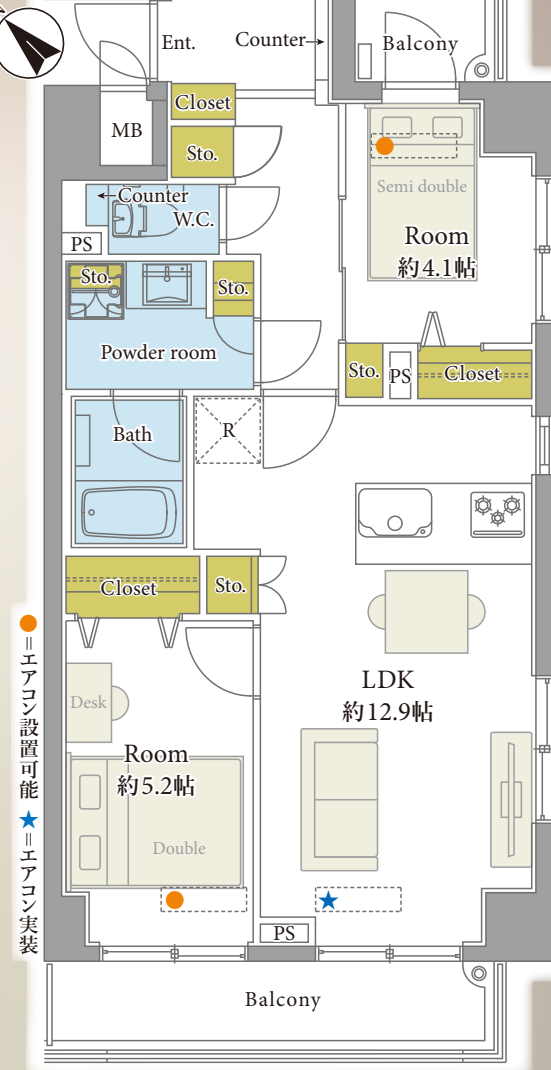 Ent.
Counter→
Balcony
Closet
MB
Sto.
←Counter
W.C.
Semi double
Room
約4.1帖
PS
Sto.
Sto.
Powder room
Sto.
PS
Closet
Bath
R
Closet
Sto.
LDK
約12.9帖
Desk
Room
約5.2帖
Double
●=エアコン設置可能 ★=エアコン実装
PS
Balcony